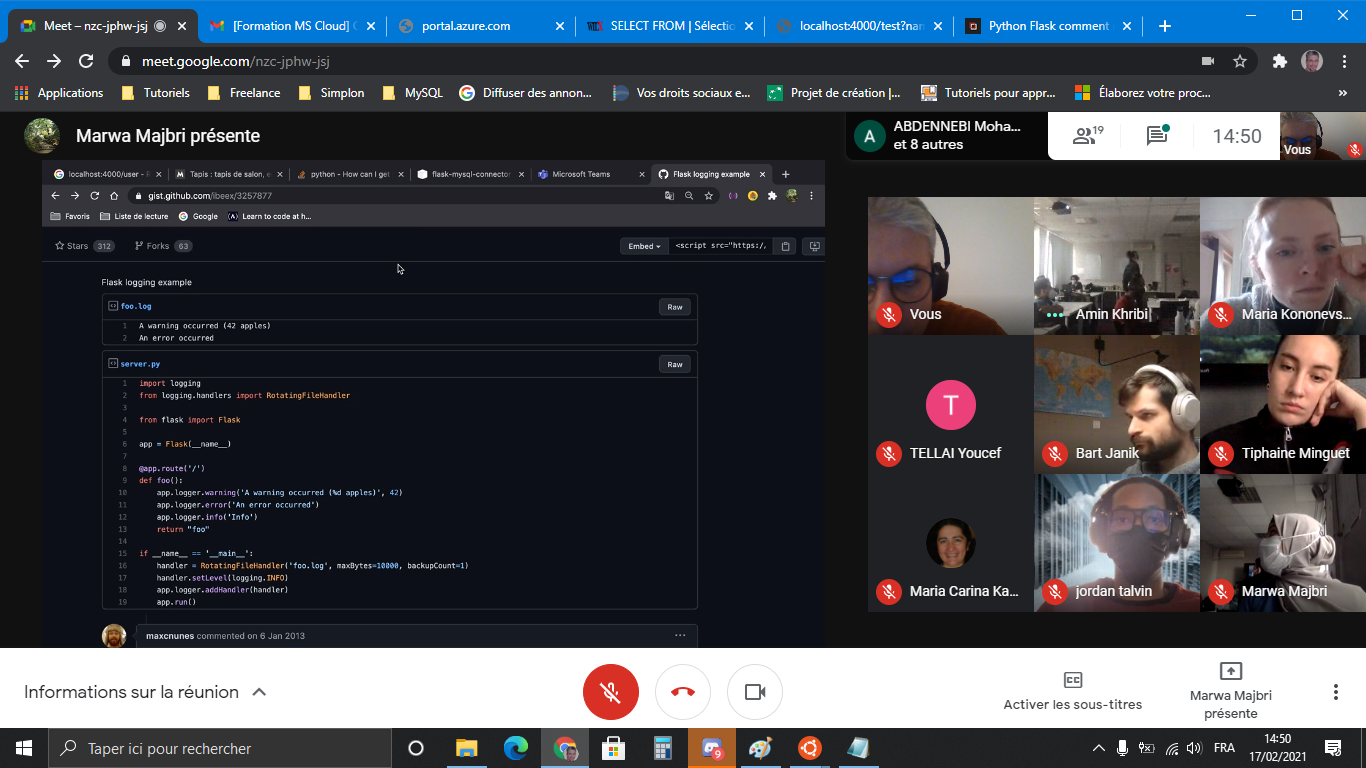 Meet – nzc-jphw-jsj
[Formation MS Cloud]
portal.azure.com
SELECT FROM | Sélectio
localhost:4000/test?nam
Python Flask comment
meet.google.com/nzc-jphw-jsj
Applications
Tutoriels
Freelance
Simplon
MySQL
Diffuser des annon...
Vos droits sociaux e...
Projet de création |...
Tutoriels pour appr...
Élaborez votre proc...
»
Marwa Majbri présente
A
ABDENNEBI Moha...
et 8 autres
19
14:50
Vous
localhost:4000/user - R
Tapis : tapis de salon, e
python - How can I get
flask-mysql-connector
Microsoft Teams
Flask logging example
gist.github.com/ibeex/3257877
Favoris
Liste de lecture
Google
Learn to code at h...
Stars 312
Forks 63
Embed
<script src="https:/,
Flask logging example
foo.log
Raw
1 A warning occurred (42 apples)
2 An error occurred
server.py
Raw
1 import logging
2 from logging.handlers import RotatingFileHandler
3
4 from flask import Flask
5
6 app = Flask(__name__)
7
8 @app.route('/')
9 def foo():
10 app.logger.warning('A warning occurred (%d apples)', 42)
11 app.logger.error('An error occurred')
12 app.logger.info('Info')
13 return "foo"
14
15 if __name__ == '__main__':
16 handler = RotatingFileHandler('foo.log', maxBytes=10000, backupCount=1)
17 handler.setLevel(logging.INFO)
18 app.logger.addHandler(handler)
19 app.run()
maxcnunes commented on 6 Jan 2013
...
Vous
Amin Khribi
Maria Kononevs...
T
TELLAI Youcef
Bart Janik
Tiphaine Minguet
Maria Carina Ka...
jordan talvin
Marwa Majbri
Informations sur la réunion
Activer les sous-titres
Marwa Majbri
présente
Taper ici pour rechercher
9
FRA
14:50
17/02/2021